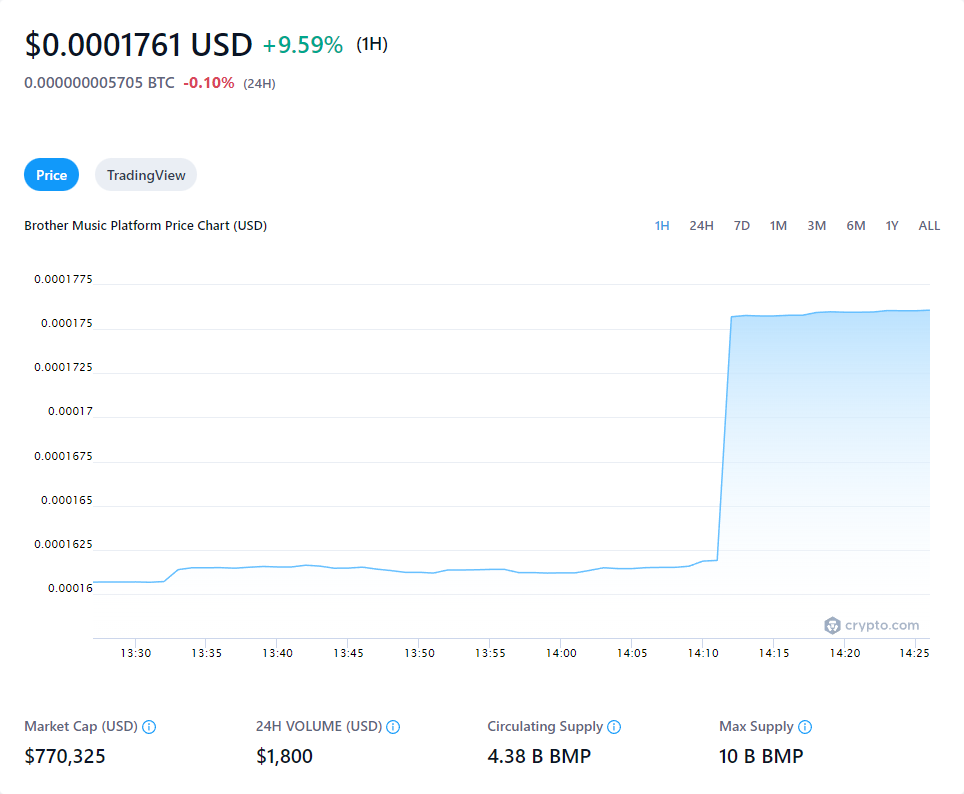 $0.0001761 USD +9.59% (1H)
0.000000005705 BTC -0.10% (24H)
Price TradingView
Brother Music Platform Price Chart (USD) 1H 24H 7D 1M 3M 6M 1Y ALL
0.0001775
0.000175
0.0001725
0.00017
0.0001675
0.000165
0.0001625
0.00016
crypto.com
13:30 13:35 13:40 13:45 13:50 13:55 14:00 14:05 14:10 14:15 14:20 14:25
Market Cap (USD) 24H VOLUME (USD) Circulating Supply Max Supply
$770,325 $1,800 4.38 B BMP 10 B BMP